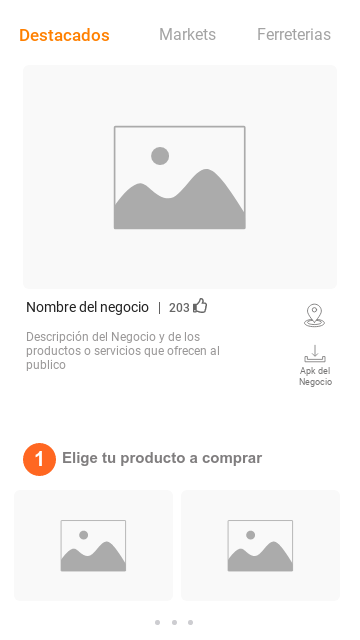 Destacados Markets Ferreterias
Nombre del negocio | 203
Descripción del Negocio y de los
productos o servicios que ofrecen al
publico
Apk del
Negocio
1 Elige tu producto a comprar